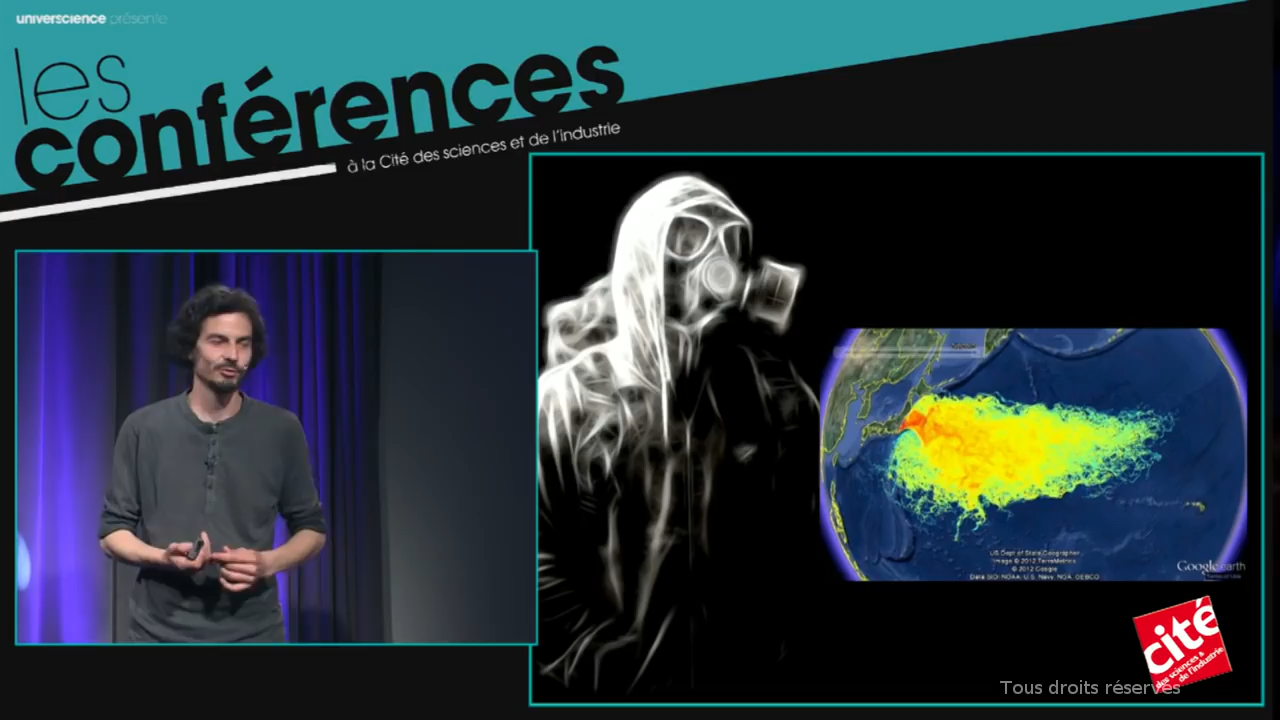 universcience présente
les
conférences
à la Cité des sciences et de l'industrie
US Dept of State Geographer
Image © 2012 TerraMetrics
© 2012 Google
Data SIO, NOAA, U.S. Navy, NGA, GEBCO
Google earth
cité
des sciences &
de l'industrie
Tous droits réservés